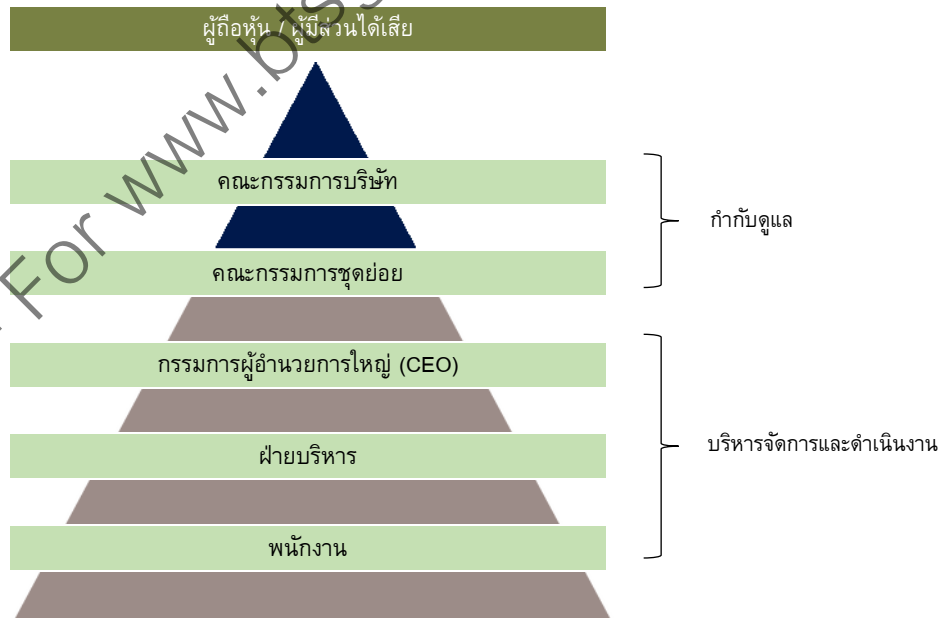 ผู้ถือหุ้น / ผู้มีส่วนได้เสีย
คณะกรรมการบริษัท
กำกับดูแล
คณะกรรมการชุดย่อย
กรรมการผู้อำนวยการใหญ่ (CEO)
ฝ่ายบริหาร
บริหารจัดการและดำเนินงาน
พนักงาน
For www.bts